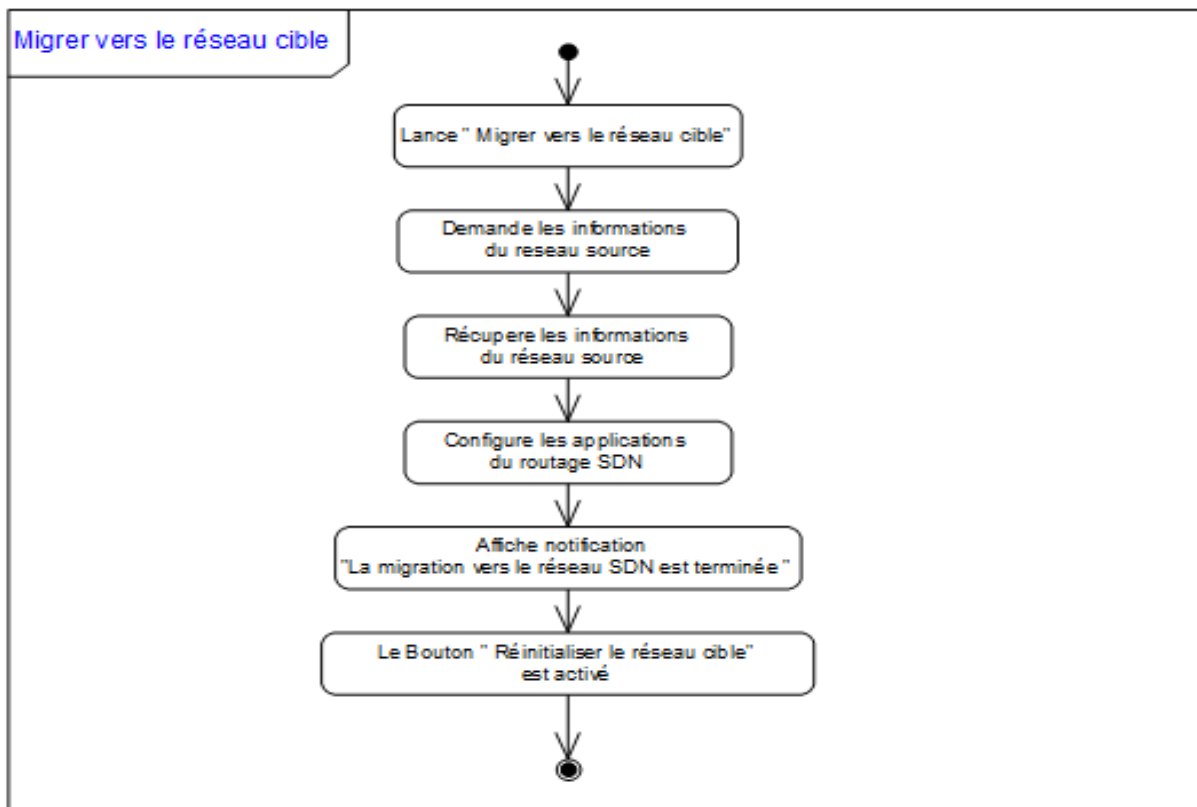 Migrer vers le réseau cible
Lance " Migrer vers le réseau cible"
Demande les informations
du reseau source
Récupere les informations
du réseau source
Configure les applications
du routage SDN
Affiche notification
"La migration vers le réseau SDN est terminée "
Le Bouton " Réinitialiser le réseau cible"
est activé